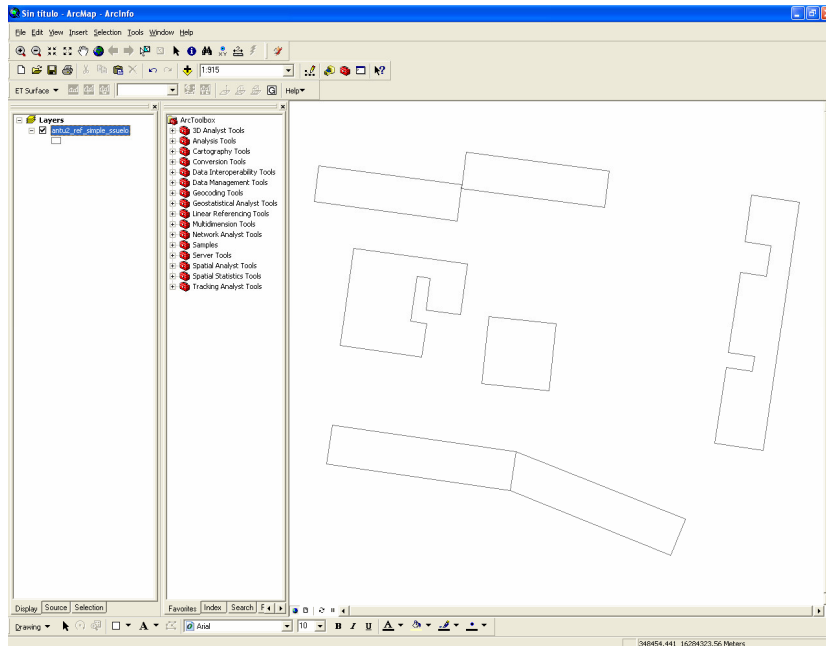 Sin título - ArcMap - ArcInfo
File Edit View Insert Selection Tools Window Help
1:915
ET Surface Help
Layers
antu2_ref_simple_ssuelo
ArcToolbox
3D Analyst Tools
Analysis Tools
Cartography Tools
Conversion Tools
Data Interoperability Tools
Data Management Tools
Geocoding Tools
Geostatistical Analyst Tools
Linear Referencing Tools
Multidimension Tools
Network Analyst Tools
Samples
Server Tools
Spatial Analyst Tools
Spatial Statistics Tools
Tracking Analyst Tools
Display Source Selection
Favorites Index Search F
Drawing A Arial 10 B I U A
348454.441 16284323.56 Meters